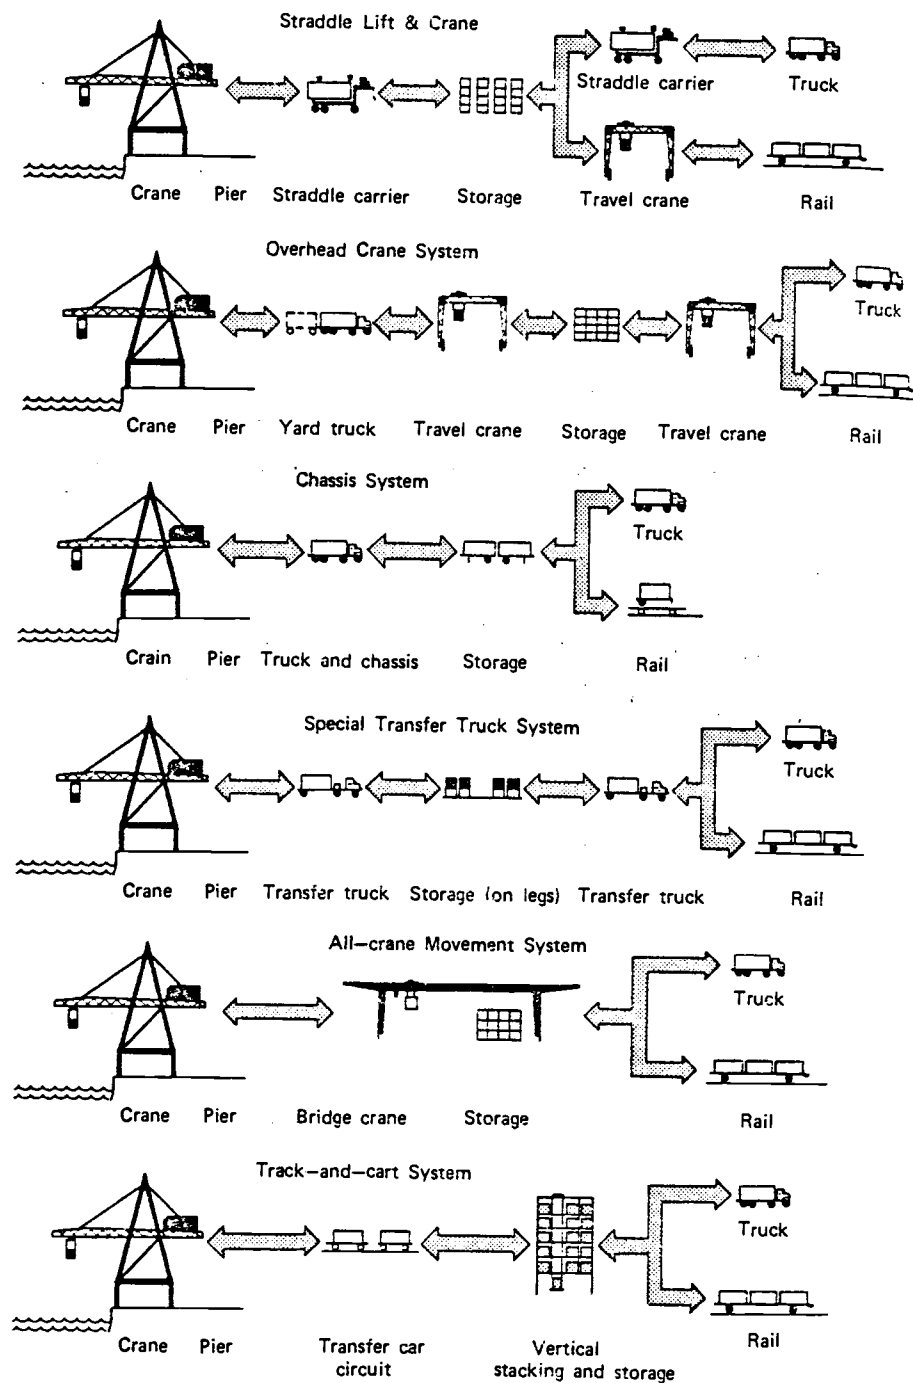 Straddle Lift & Crane
Straddle carrier Truck
Crane Pier Straddle carrier Storage Travel crane Rail
Overhead Crane System
Truck
Crane Pier Yard truck Travel crane Storage Travel crane Rail
Chassis System
Truck
Crain Pier Truck and chassis Storage Rail
Special Transfer Truck System
Truck
Crane Pier Transfer truck Storage (on legs) Transfer truck Rail
All-crane Movement System
Truck
Crane Pier Bridge crane Storage Rail
Track-and-cart System
Truck
Crane Pier Transfer car circuit Vertical stacking and storage Rail